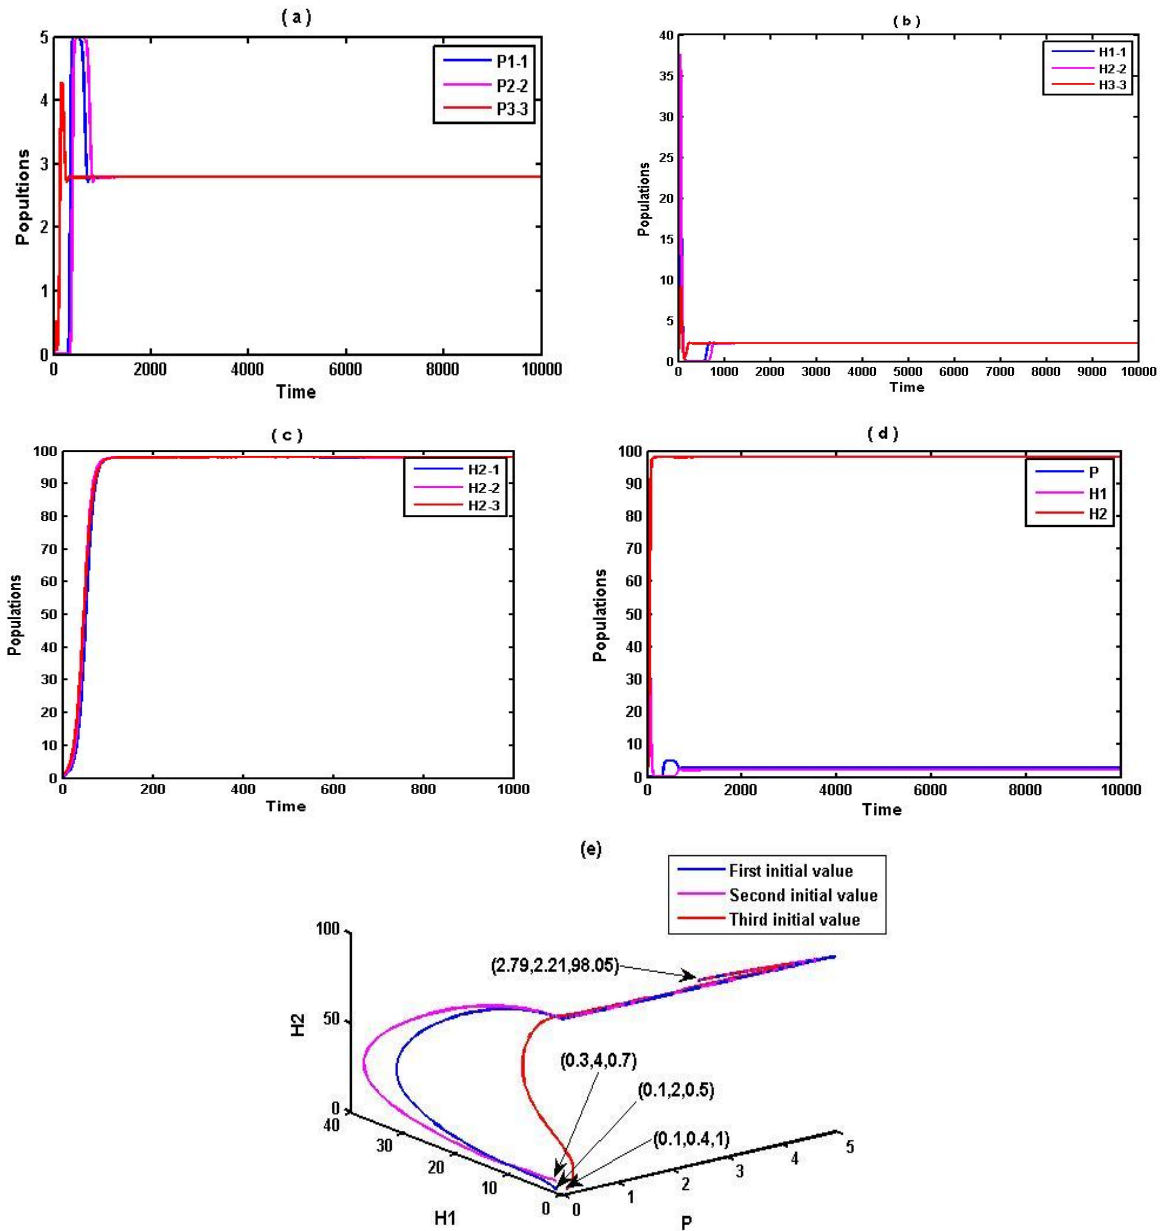 ( a )
5
4
3
2
1
0
0 2000 4000 6000 8000 10000
Popultions
Time
P1-1
P2-2
P3-3
( b )
40
35
30
25
20
15
10
5
0
0 1000 2000 3000 4000 5000 6000 7000 8000 9000 10000
Populations
Time
H1-1
H2-2
H3-3
( c )
100
90
80
70
60
50
40
30
20
10
0
0 200 400 600 800 1000
Populations
Time
H2-1
H2-2
H2-3
( d )
100
90
80
70
60
50
40
30
20
10
0
0 2000 4000 6000 8000 10000
Populations
Time
P
H1
H2
(e)
First initial value
Second initial value
Third initial value
100
50
0
H2
40
30
20
10
0
H1
0 1 2 3 4 5
P
(2.79,2.21,98.05)
(0.3,4,0.7)
(0.1,2,0.5)
(0.1,0.4,1)